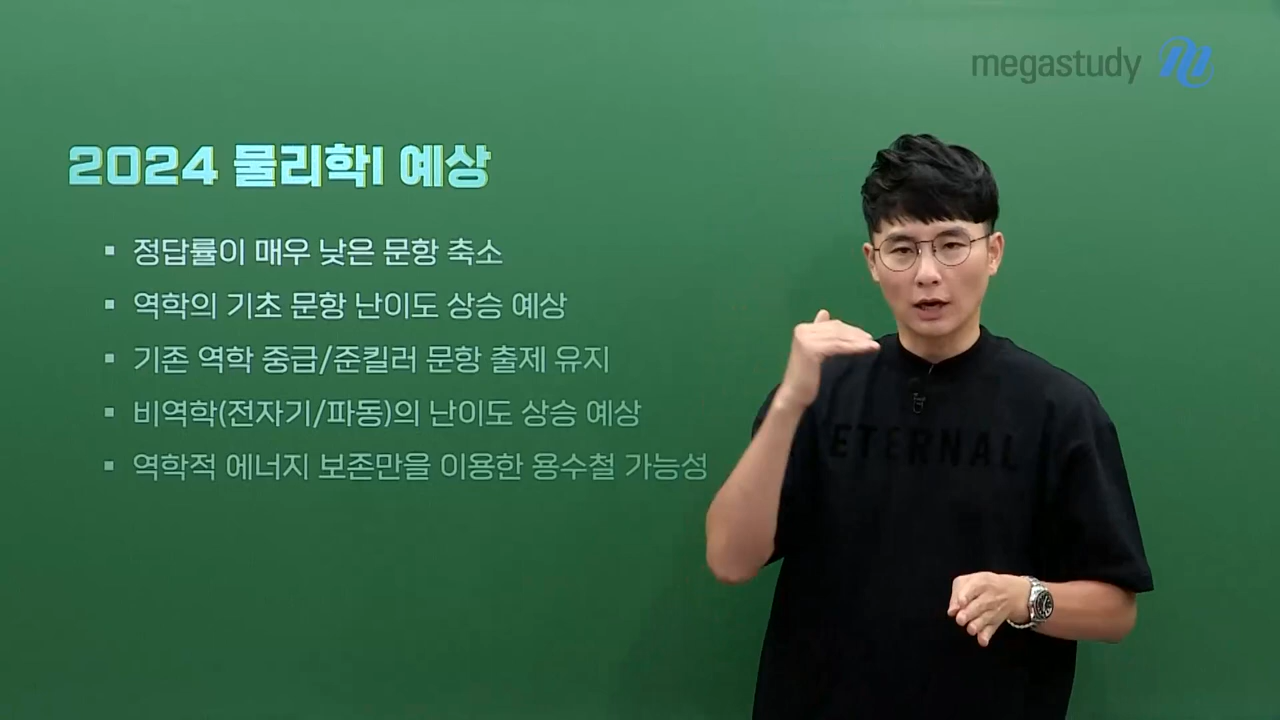 megastudy
2024 물리학I 예상
▪ 정답률이 매우 낮은 문항 축소
▪ 역학의 기초 문항 난이도 상승 예상
▪ 기존 역학 중급/준킬러 문항 출제 유지
▪ 비역학(전자기/파동)의 난이도 상승 예상
▪ 역학적 에너지 보존만을 이용한 용수철 가능성
ETERNAL